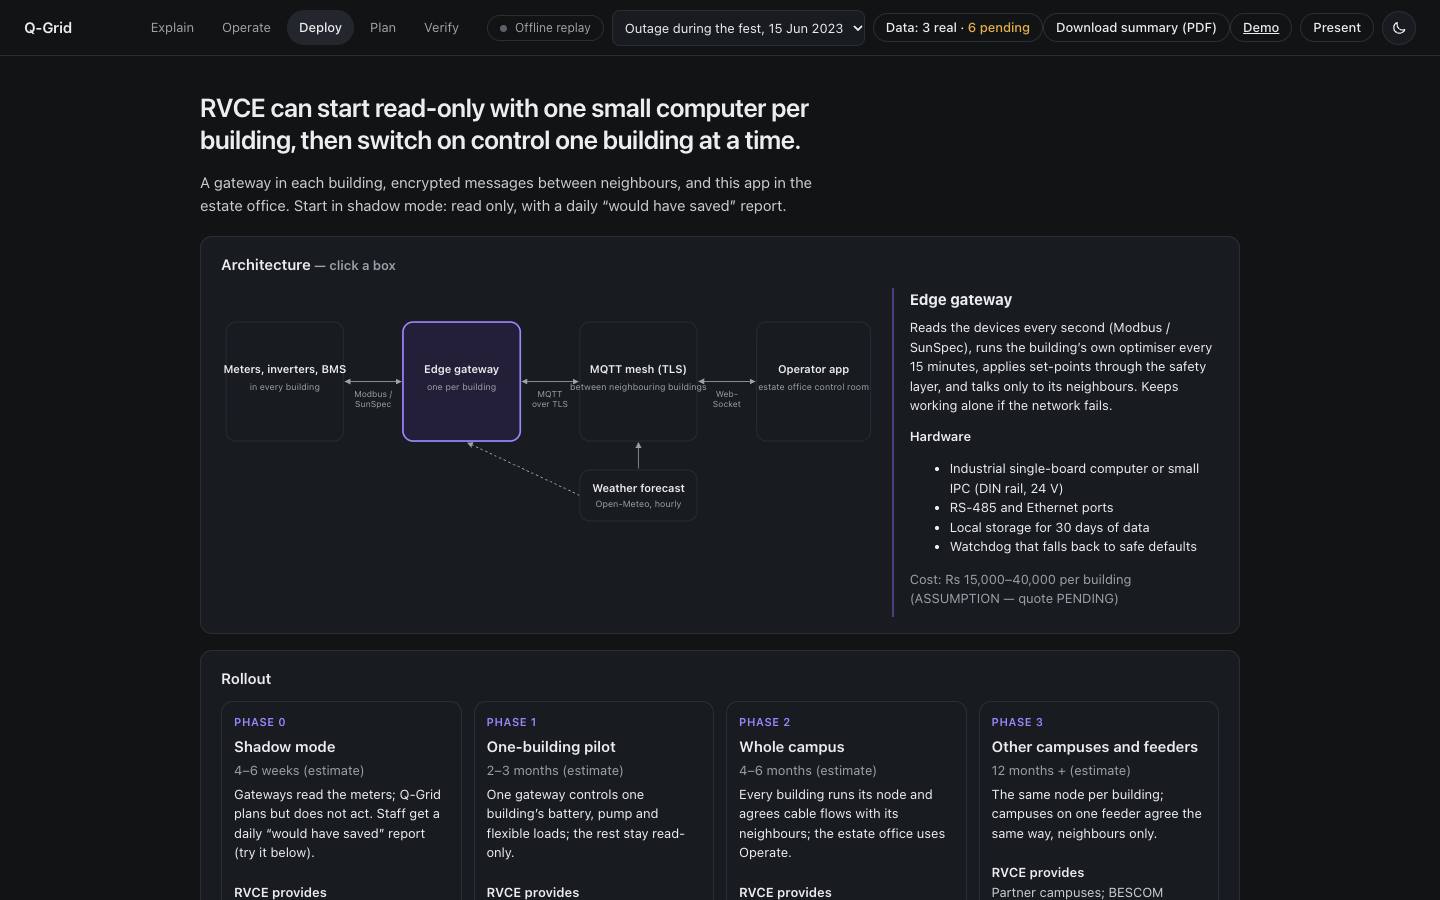 Q-Grid
Explain
Operate
Deploy
Plan
Verify
Offline replay
Outage during the fest, 15 Jun 2023
Data: 3 real · 6 pending
Download summary (PDF)
Demo
Present
RVCE can start read-only with one small computer per
building, then switch on control one building at a time.
A gateway in each building, encrypted messages between neighbours, and this app in the
estate office. Start in shadow mode: read only, with a daily “would have saved” report.
Architecture — click a box
Meters, inverters, BMS
in every building
Modbus /
SunSpec
Edge gateway
one per building
MQTT
over TLS
MQTT mesh (TLS)
between neighbouring buildings
Web-
Socket
Operator app
estate office control room
Weather forecast
Open-Meteo, hourly
Edge gateway
Reads the devices every second (Modbus /
SunSpec), runs the building’s own optimiser every
15 minutes, applies set-points through the safety
layer, and talks only to its neighbours. Keeps
working alone if the network fails.
Hardware
• Industrial single-board computer or small
IPC (DIN rail, 24 V)
• RS-485 and Ethernet ports
• Local storage for 30 days of data
• Watchdog that falls back to safe defaults
Cost: Rs 15,000–40,000 per building
(ASSUMPTION — quote PENDING)
Rollout
PHASE 0
Shadow mode
4–6 weeks (estimate)
Gateways read the meters; Q-Grid
plans but does not act. Staff get a
daily “would have saved” report
(try it below).
RVCE provides
PHASE 1
One-building pilot
2–3 months (estimate)
One gateway controls one
building’s battery, pump and
flexible loads; the rest stay read-
only.
RVCE provides
PHASE 2
Whole campus
4–6 months (estimate)
Every building runs its node and
agrees cable flows with its
neighbours; the estate office uses
Operate.
RVCE provides
PHASE 3
Other campuses and feeders
12 months + (estimate)
The same node per building;
campuses on one feeder agree the
same way, neighbours only.
RVCE provides
Partner campuses; BESCOM